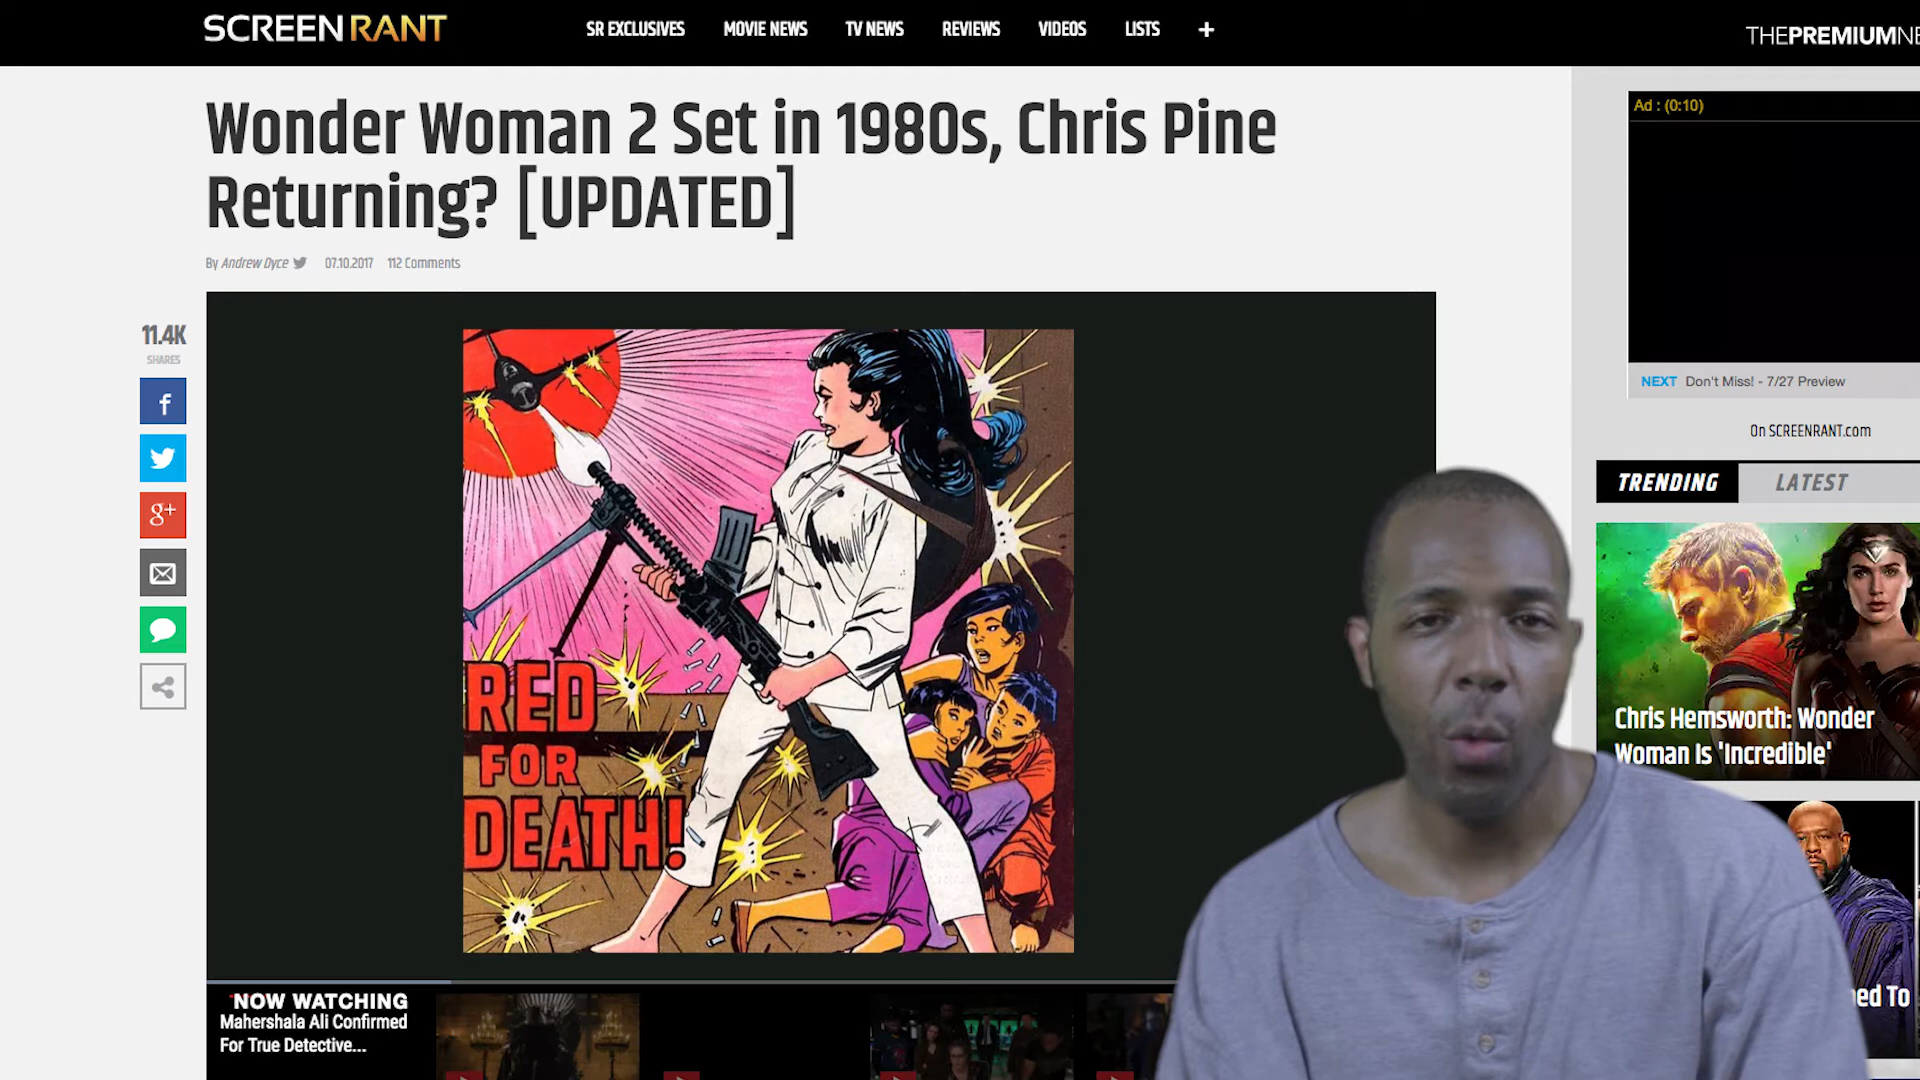 SCREENRANT
SR EXCLUSIVES MOVIE NEWS TV NEWS REVIEWS VIDEOS LISTS +
THEPREMIUMNE
Wonder Woman 2 Set in 1980s, Chris Pine
Returning? [UPDATED]
By Andrew Dyce 07.10.2017 112 Comments
11.4K
SHARES
f
g+
RED
FOR
DEATH!
NOW WATCHING
Mahershala Ali Confirmed
For True Detective...
Ad : (0:10)
NEXT Don't Miss! - 7/27 Preview
On SCREENRANT.com
TRENDING LATEST
Chris Hemsworth: Wonder
Woman Is 'Incredible'
ed To